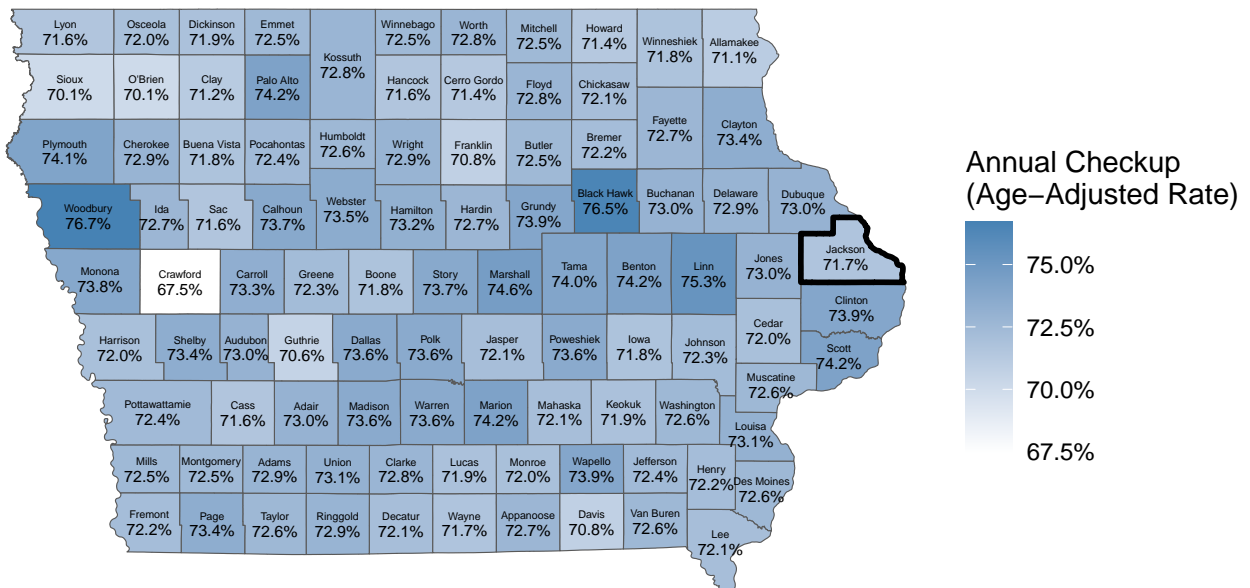 Lyon
71.6%
Osceola
72.0%
Dickinson
71.9%
Emmet
72.5%
Kossuth
72.8%
Winnebago
72.5%
Worth
72.8%
Mitchell
72.5%
Howard
71.4%
Winneshiek
71.8%
Allamakee
71.1%
Sioux
70.1%
O'Brien
70.1%
Clay
71.2%
Palo Alto
74.2%
Hancock
71.6%
Cerro Gordo
71.4%
Floyd
72.8%
Chickasaw
72.1%
Fayette
72.7%
Clayton
73.4%
Plymouth
74.1%
Cherokee
72.9%
Buena Vista
71.8%
Pocahontas
72.4%
Humboldt
72.6%
Wright
72.9%
Franklin
70.8%
Butler
72.5%
Bremer
72.2%
Woodbury
76.7%
Ida
72.7%
Sac
71.6%
Calhoun
73.7%
Webster
73.5%
Hamilton
73.2%
Hardin
72.7%
Grundy
73.9%
Black Hawk
76.5%
Buchanan
73.0%
Delaware
72.9%
Dubuque
73.0%
Monona
73.8%
Crawford
67.5%
Carroll
73.3%
Greene
72.3%
Boone
71.8%
Story
73.7%
Marshall
74.6%
Tama
74.0%
Benton
74.2%
Linn
75.3%
Jones
73.0%
Jackson
71.7%
Clinton
73.9%
Harrison
72.0%
Shelby
73.4%
Audubon
73.0%
Guthrie
70.6%
Dallas
73.6%
Polk
73.6%
Jasper
72.1%
Poweshiek
73.6%
Iowa
71.8%
Johnson
72.3%
Cedar
72.0%
Scott
74.2%
Muscatine
72.6%
Pottawattamie
72.4%
Cass
71.6%
Adair
73.0%
Madison
73.6%
Warren
73.6%
Marion
74.2%
Mahaska
72.1%
Keokuk
71.9%
Washington
72.6%
Louisa
73.1%
Mills
72.5%
Montgomery
72.5%
Adams
72.9%
Union
73.1%
Clarke
72.8%
Lucas
71.9%
Monroe
72.0%
Wapello
73.9%
Jefferson
72.4%
Henry
72.2%
Des Moines
72.6%
Fremont
72.2%
Page
73.4%
Taylor
72.6%
Ringgold
72.9%
Decatur
72.1%
Wayne
71.7%
Appanoose
72.7%
Davis
70.8%
Van Buren
72.6%
Lee
72.1%
Annual Checkup
(Age−Adjusted Rate)
75.0%
72.5%
70.0%
67.5%